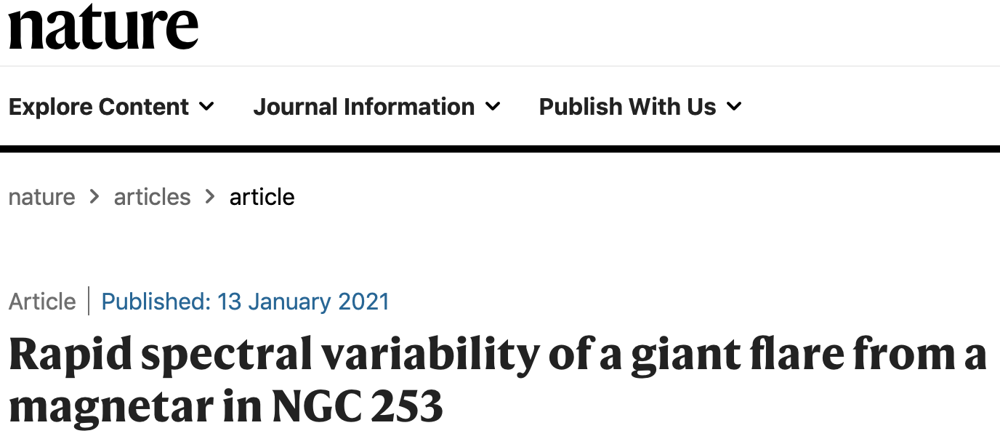 nature
Explore Content Journal Information Publish With Us
nature > articles > article
Article | Published: 13 January 2021
Rapid spectral variability of a giant flare from a
magnetar in NGC 253